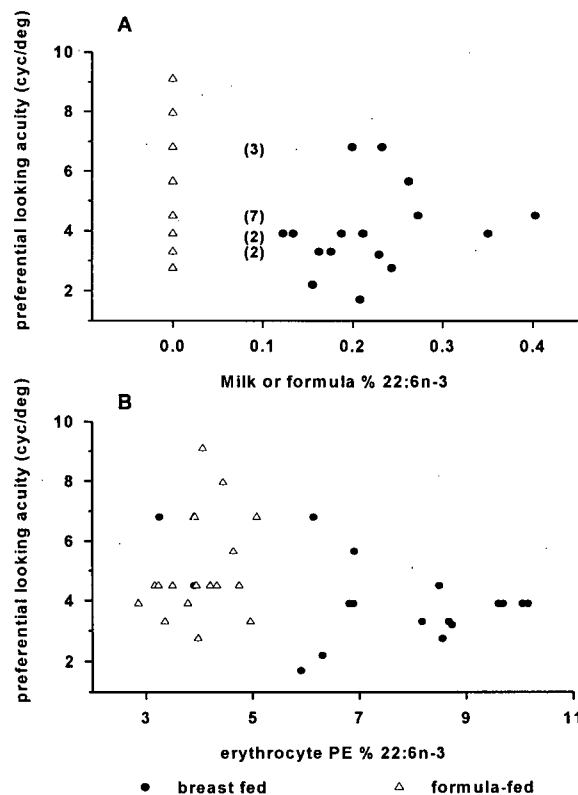 A
preferential looking acuity (cyc/deg)
10
8
6
4
2
(3)
(7)
(2)
(2)
0.0 0.1 0.2 0.3 0.4
Milk or formula % 22:6n-3
B
preferential looking acuity (cyc/deg)
10
8
6
4
2
3 5 7 9 11
erythrocyte PE % 22:6n-3
breast fed formula-fed